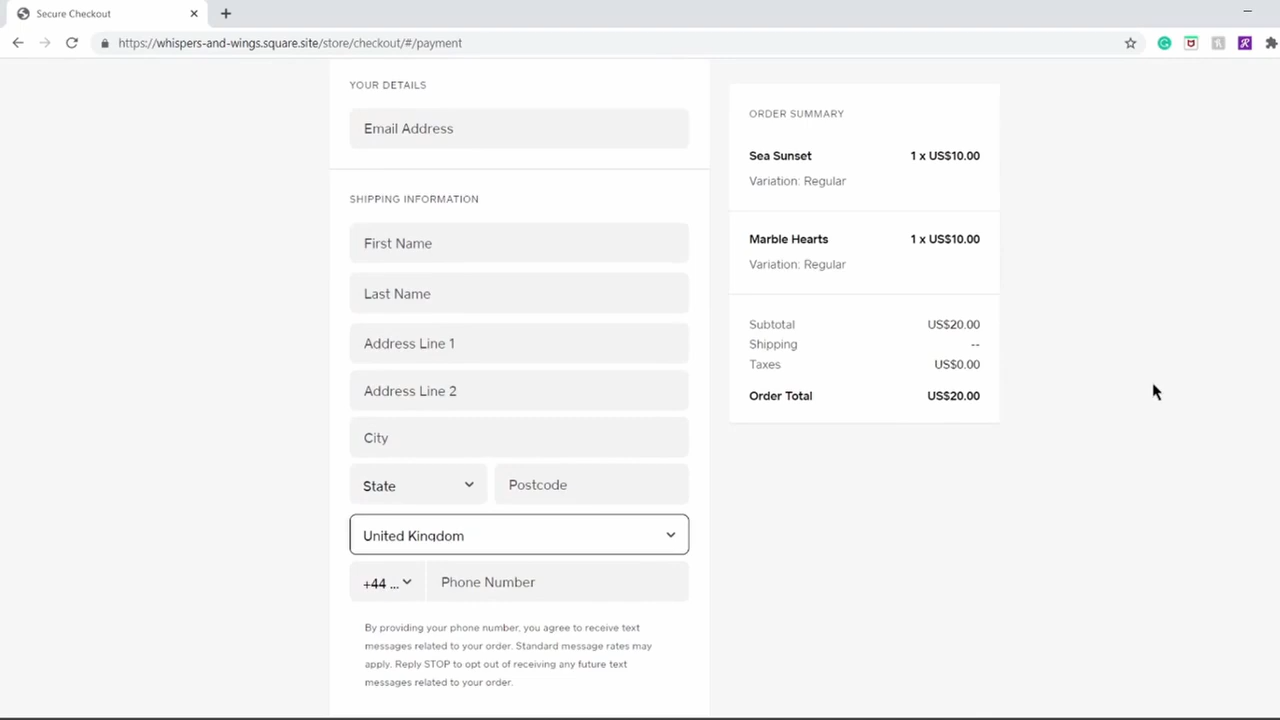 Secure Checkout
https://whispers-and-wings.square.site/store/checkout/#/payment
YOUR DETAILS
Email Address
SHIPPING INFORMATION
First Name
Last Name
Address Line 1
Address Line 2
City
State
Postcode
United Kingdom
+44 ...
Phone Number
By providing your phone number, you agree to receive text
messages related to your order. Standard message rates may
apply. Reply STOP to opt out of receiving any future text
messages related to your order.
ORDER SUMMARY
Sea Sunset 1 x US$10.00
Variation: Regular
Marble Hearts 1 x US$10.00
Variation: Regular
Subtotal US$20.00
Shipping --
Taxes US$0.00
Order Total US$20.00